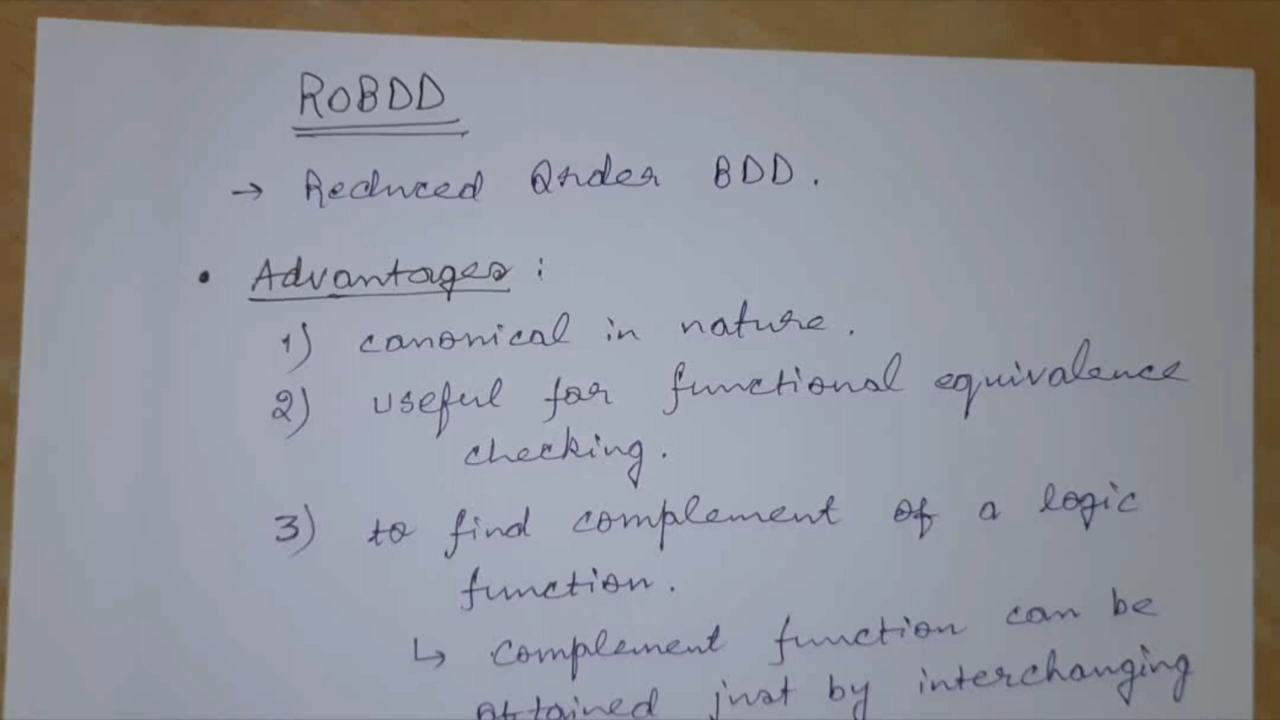 ROBDD
→ Reduced Order BDD.
• Advantages :
1) canonical in nature.
2) useful for functional equivalence
checking.
3) to find complement of a logic
function.
↳ complement function can be
obtained just by interchanging